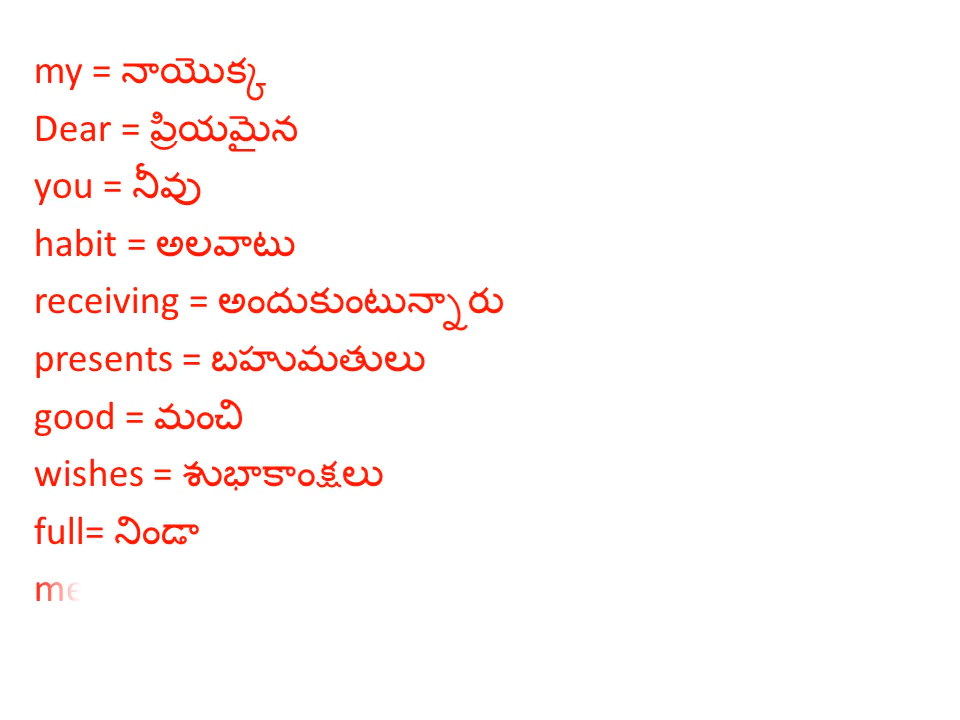 my = నాయొక్క
Dear = ప్రియమైన
you = నీవు
habit = అలవాటు
receiving = అందుకుంటున్నారు
presents = బహుమతులు
good = మంచి
wishes = శుభాకాంక్షలు
full= నిండా